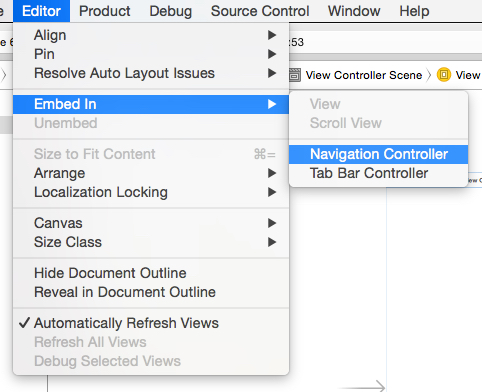 Editor Product Debug Source Control Window Help
:53
Align
Pin
Resolve Auto Layout Issues
View Controller Scene 〉 View
Embed In
View
Unembed
Scroll View
Size to Fit Content ⌘=
Navigation Controller
Arrange
Tab Bar Controller
Localization Locking
Canvas
Size Class
Hide Document Outline
Reveal in Document Outline
✓ Automatically Refresh Views
Refresh All Views
Debug Selected Views